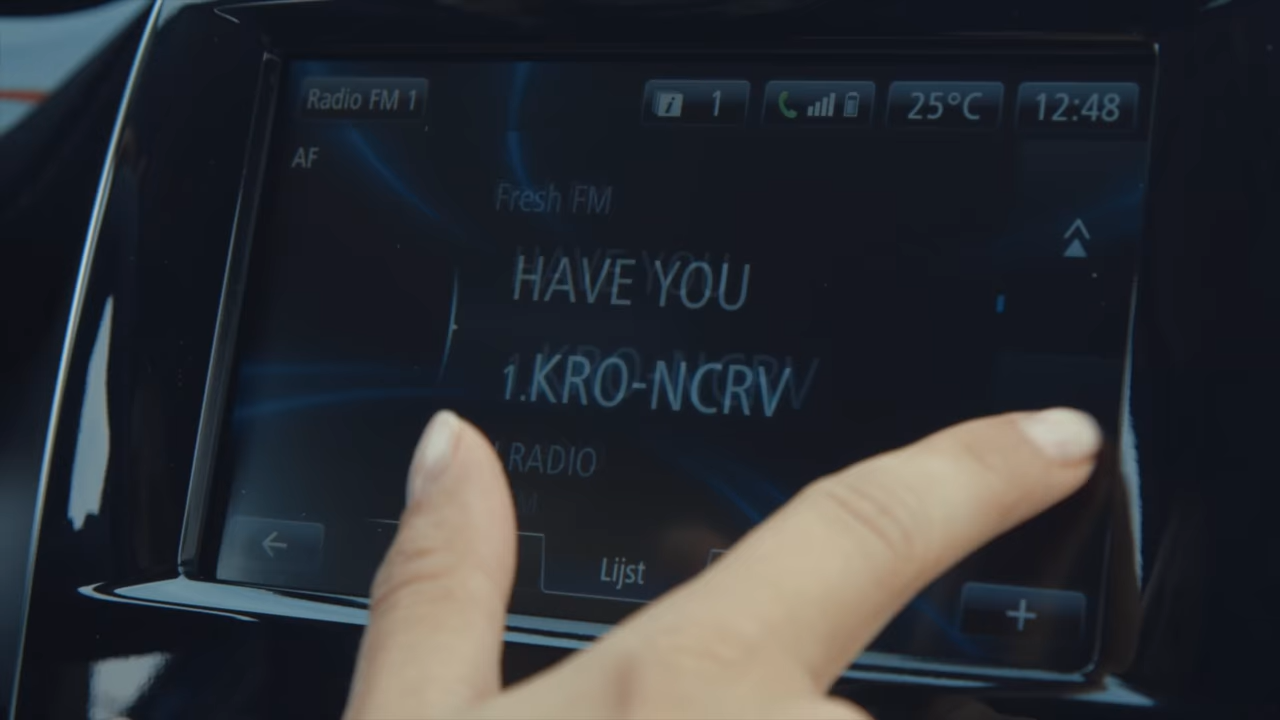 Radio FM 1
1
25°C
12:48
AF
Fresh FM
HAVE YOU
1.KRO-NCRV
RADIO
Lijst